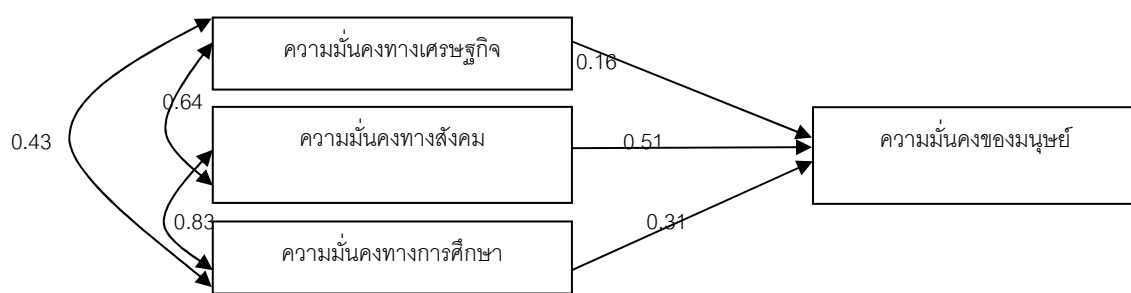 ความมั่นคงทางเศรษฐกิจ
0.16
0.64
0.43
ความมั่นคงทางสังคม
0.51
ความมั่นคงของมนุษย์
0.83
0.31
ความมั่นคงทางการศึกษา